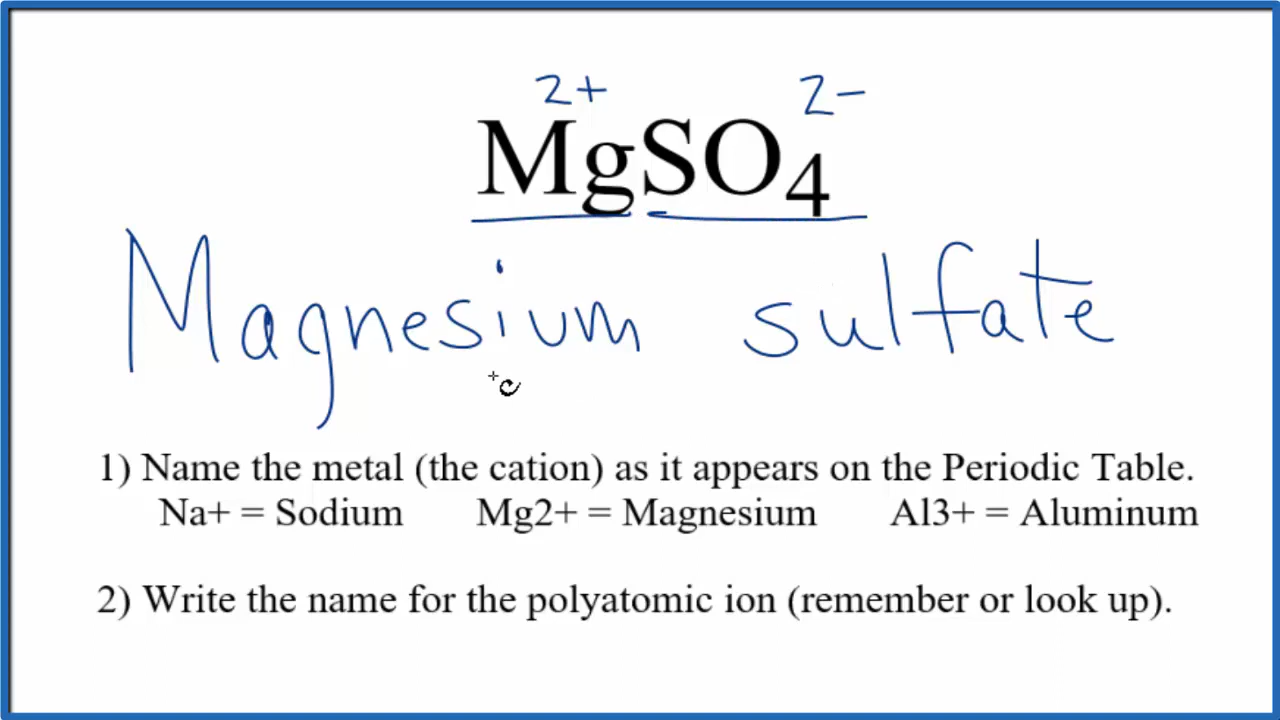 2+ 2-
MgSO4
Magnesium sulfate
1) Name the metal (the cation) as it appears on the Periodic Table.
Na+ = Sodium Mg2+ = Magnesium Al3+ = Aluminum
2) Write the name for the polyatomic ion (remember or look up).